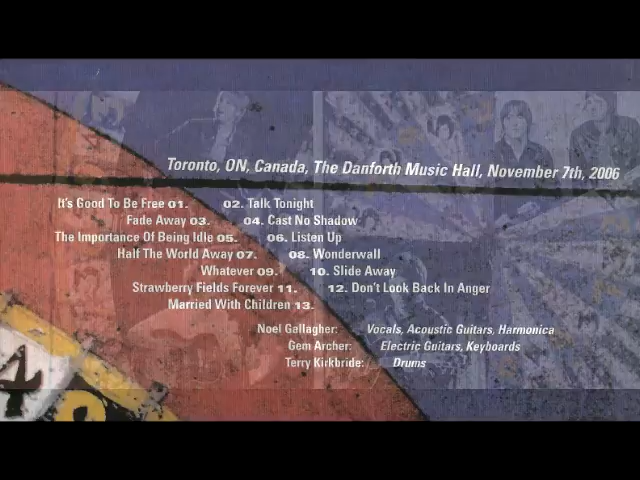 Toronto, ON, Canada, The Danforth Music Hall, November 7th, 2006
It's Good To Be Free 01. 02. Talk Tonight
Fade Away 03. 04. Cast No Shadow
The Importance Of Being Idle 05. 06. Listen Up
Half The World Away 07. 08. Wonderwall
Whatever 09. 10. Slide Away
Strawberry Fields Forever 11. 12. Don't Look Back In Anger
Married With Children 13.
Noel Gallagher: Vocals, Acoustic Guitars, Harmonica
Gem Archer: Electric Guitars, Keyboards
Terry Kirkbride: Drums
4